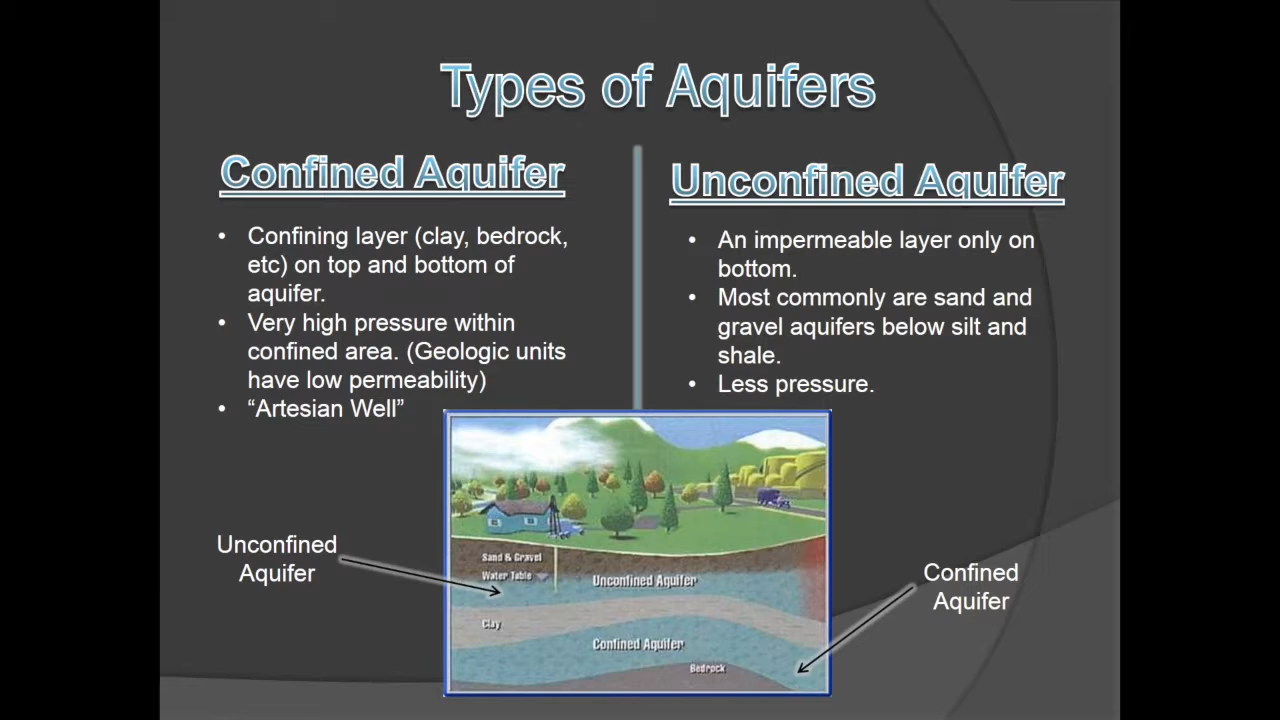 Types of Aquifers
Confined Aquifer
• Confining layer (clay, bedrock,
etc) on top and bottom of
aquifer.
• Very high pressure within
confined area. (Geologic units
have low permeability)
• “Artesian Well”
Unconfined Aquifer
• An impermeable layer only on
bottom.
• Most commonly are sand and
gravel aquifers below silt and
shale.
• Less pressure.
Unconfined
Aquifer
Sand & Gravel
Water Table
Unconfined Aquifer
Clay
Confined Aquifer
Bedrock
Confined
Aquifer